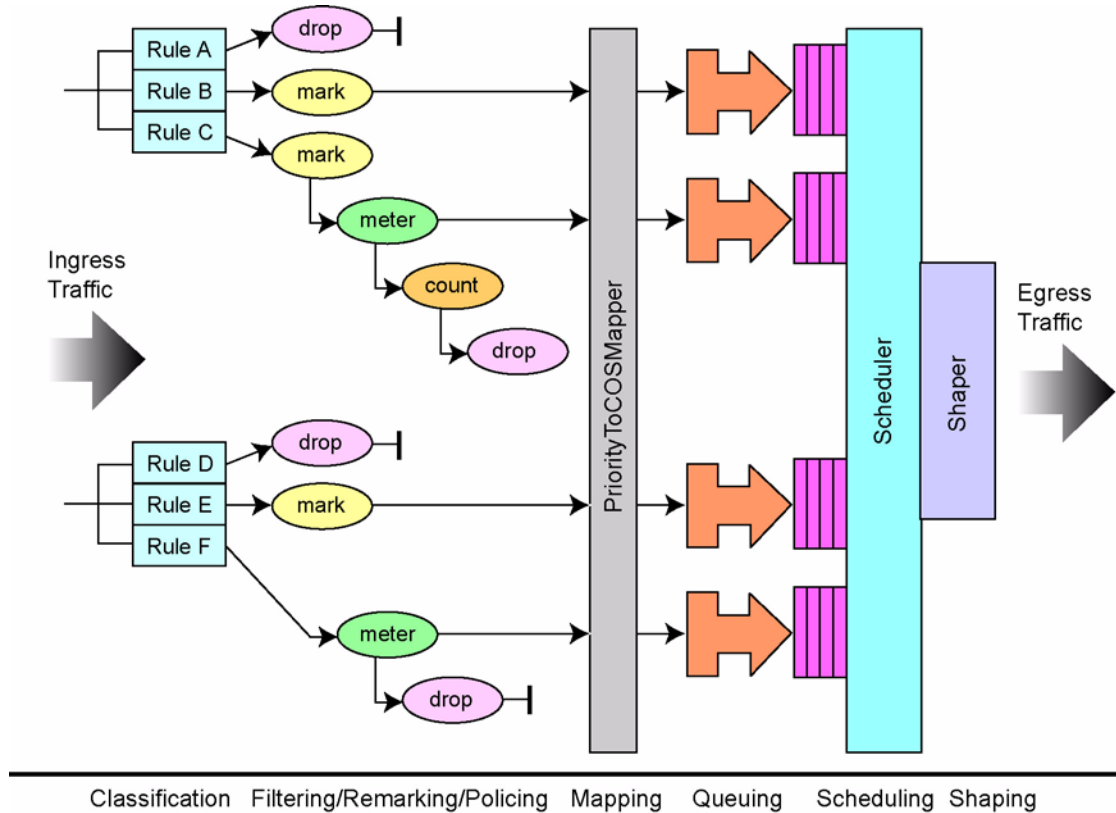 drop
Rule A
Rule B
mark
Rule C
mark
meter
count
drop
Ingress
Traffic
PriorityToCOSMapper
Scheduler
Shaper
Egress
Traffic
drop
Rule D
Rule E
mark
Rule F
meter
drop
Classification Filtering/Remarking/Policing Mapping Queuing Scheduling Shaping